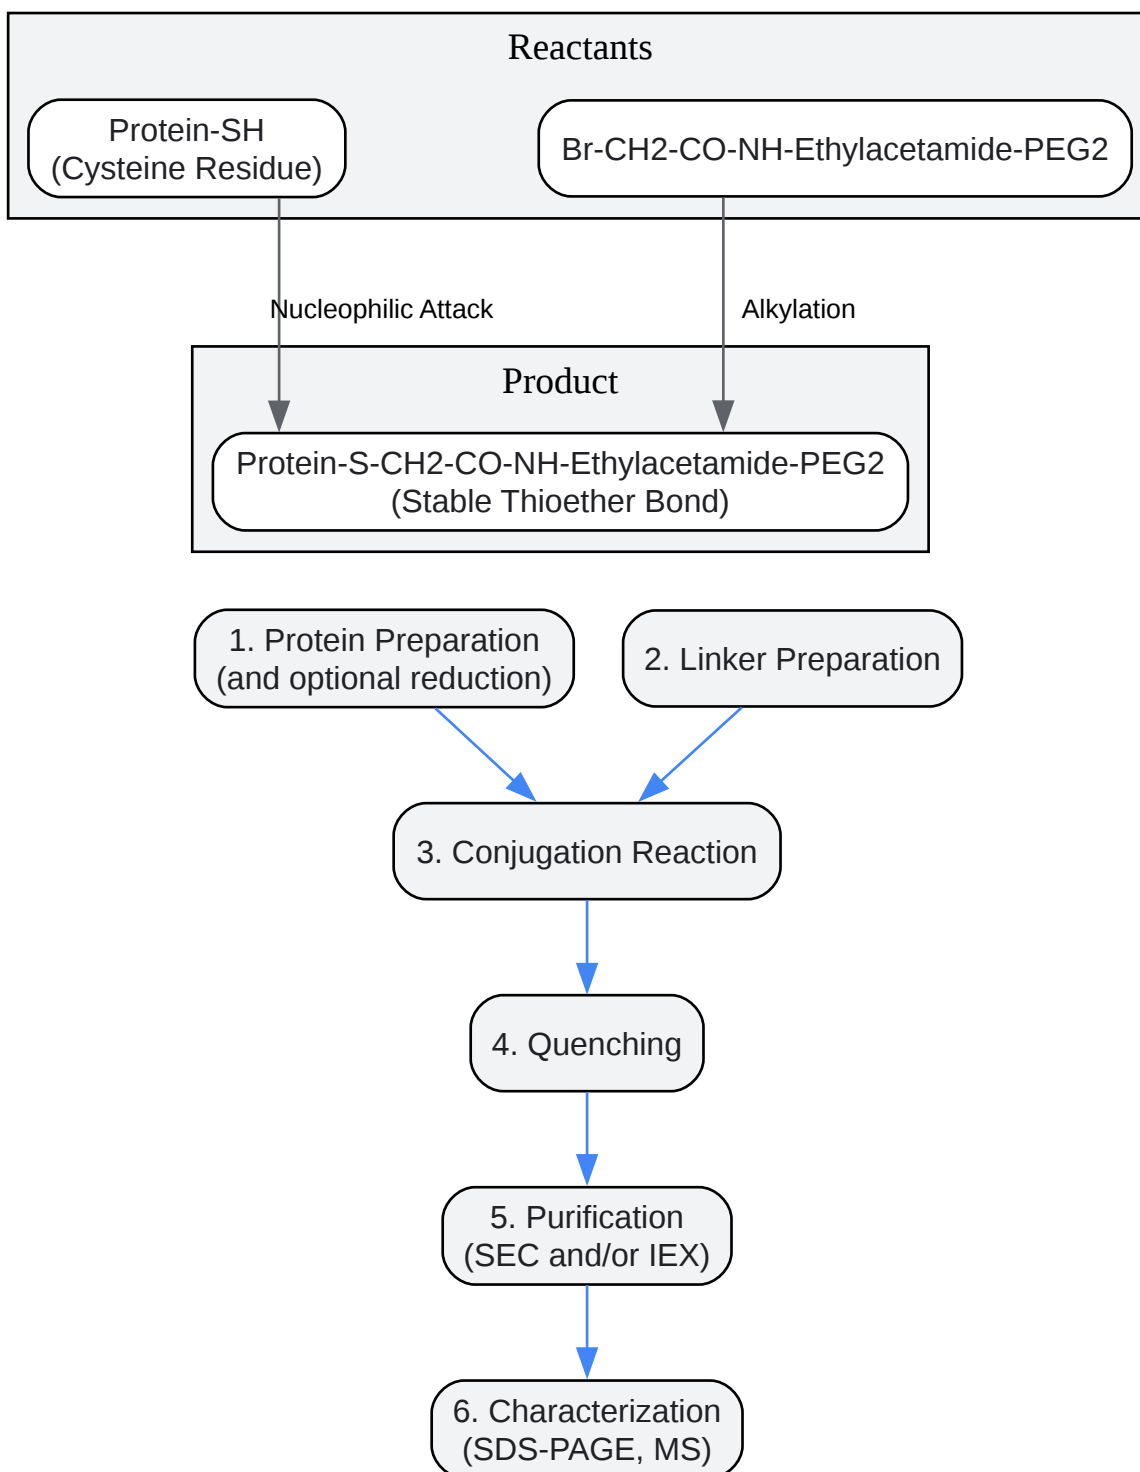 Reactants
Protein-SH
(Cysteine Residue)
Br-CH2-CO-NH-Ethylacetamide-PEG2
Nucleophilic Attack
Alkylation
Product
Protein-S-CH2-CO-NH-Ethylacetamide-PEG2
(Stable Thioether Bond)
1. Protein Preparation
(and optional reduction)
2. Linker Preparation
3. Conjugation Reaction
4. Quenching
5. Purification
(SEC and/or IEX)
6. Characterization
(SDS-PAGE, MS)